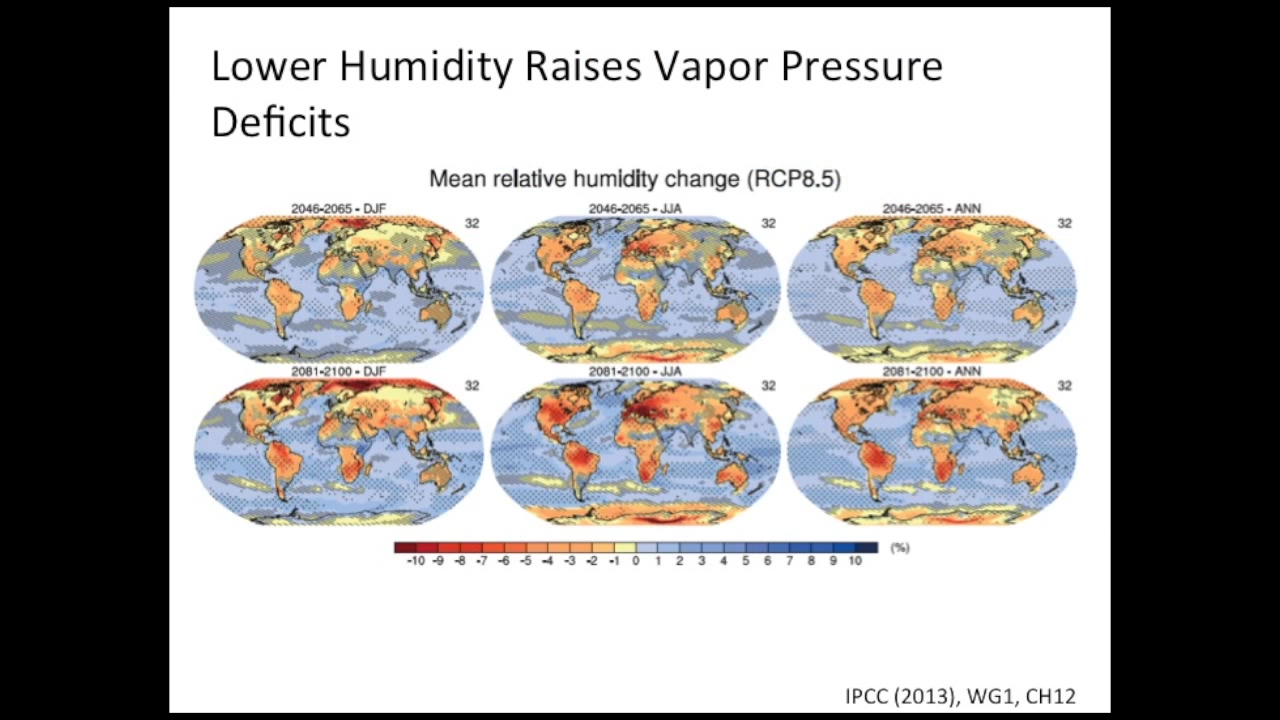 Lower Humidity Raises Vapor Pressure
Deficits
Mean relative humidity change (RCP8.5)
2046-2065 - DJF 32
2046-2065 - JJA 32
2046-2065 - ANN 32
2081-2100 - DJF 32
2081-2100 - JJA 32
2081-2100 - ANN 32
-10 -9 -8 -7 -6 -5 -4 -3 -2 -1 0 1 2 3 4 5 6 7 8 9 10 (%)
IPCC (2013), WG1, CH12